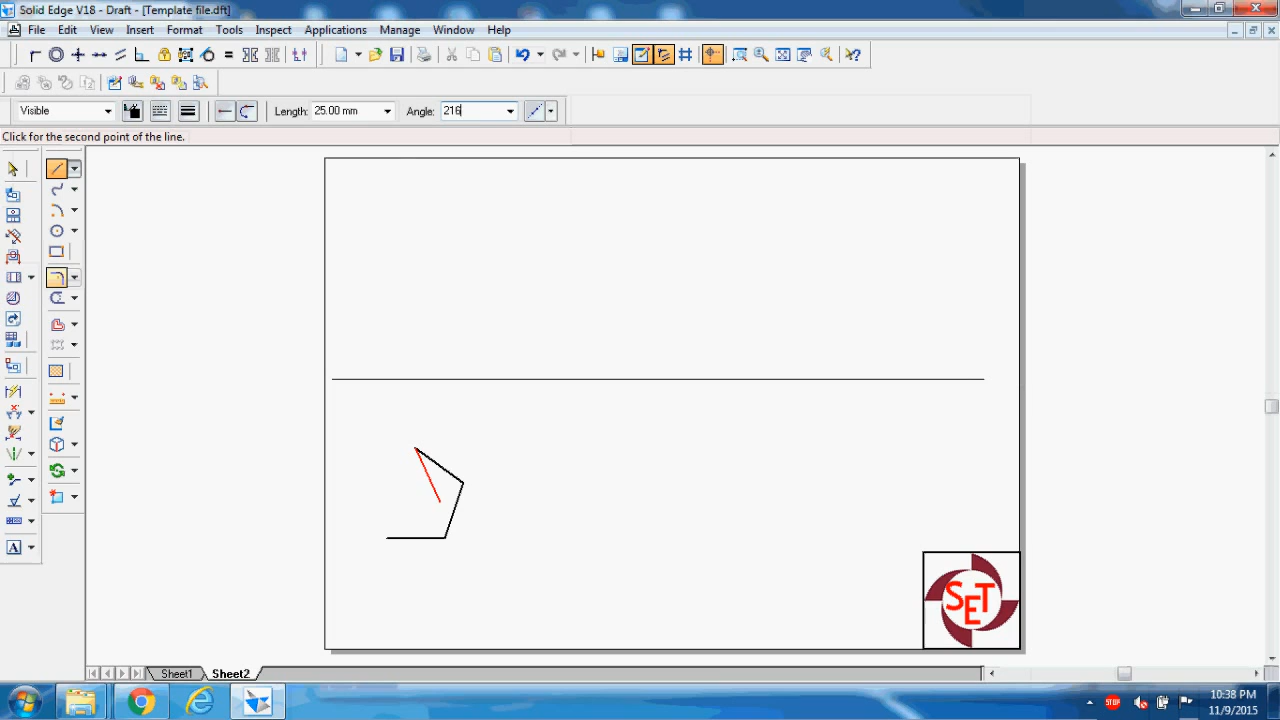 Solid Edge V18 - Draft - [Template file.dft]
File Edit View Insert Format Tools Inspect Applications Manage Window Help
Visible Length: 25.00 mm Angle: 216
Click for the second point of the line.
A
SET
Sheet1 Sheet2
STOP
10:38 PM
11/9/2015